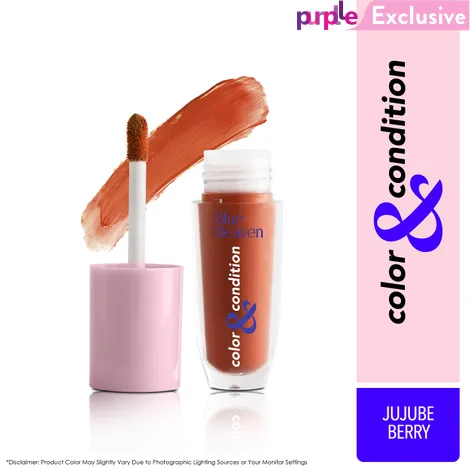 purplle Exclusive
Blue
Heaven
color & condition
color & condition
JUJUBE
BERRY
*Disclaimer: Product Color May Slightly Vary Due to Photographic Lighting Sources or Your Monitor Settings